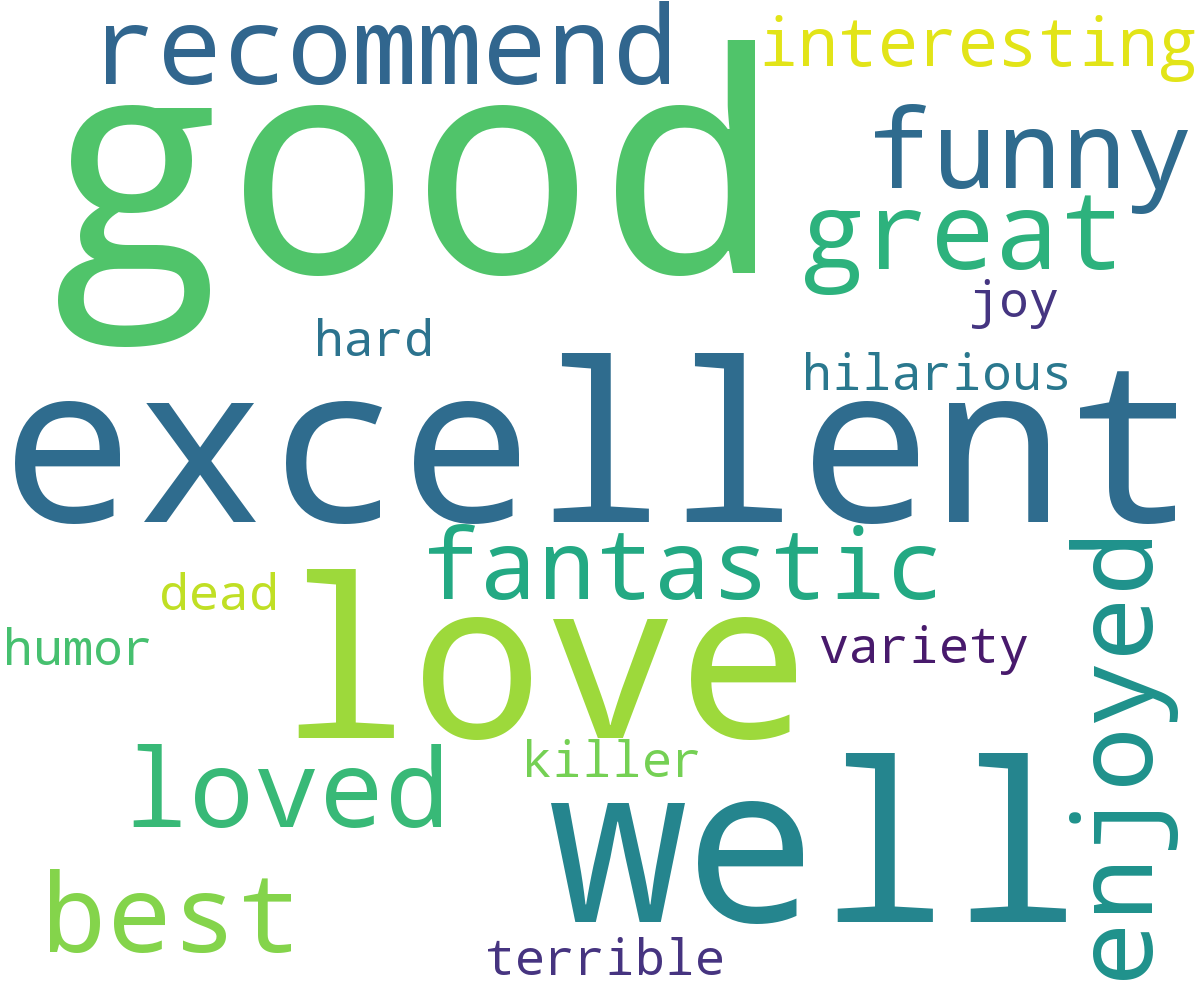 recommend
interesting
good
funny
great
joy
hard
hilarious
excellent
fantastic
enjoyed
dead
love
humor
variety
loved
killer
well
best
terrible